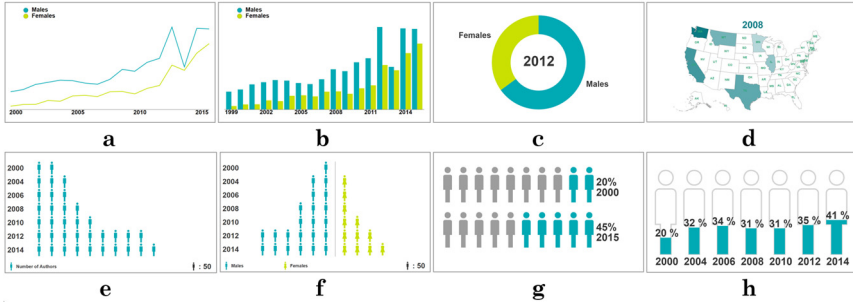 Males
Females
2000 2005 2010 2015
a
Males
Females
1999 2002 2005 2008 2011 2014
b
Females
2012
Males
c
2008
d
2000
2004
2006
2008
2010
2012
2014
Number of Authors : 50
e
2000
2004
2006
2008
2010
2012
2014
Males Females : 50
f
20%
2000
45%
2015
g
20 % 32 % 34 % 31 % 31 % 35 % 41 %
2000 2004 2006 2008 2010 2012 2014
h